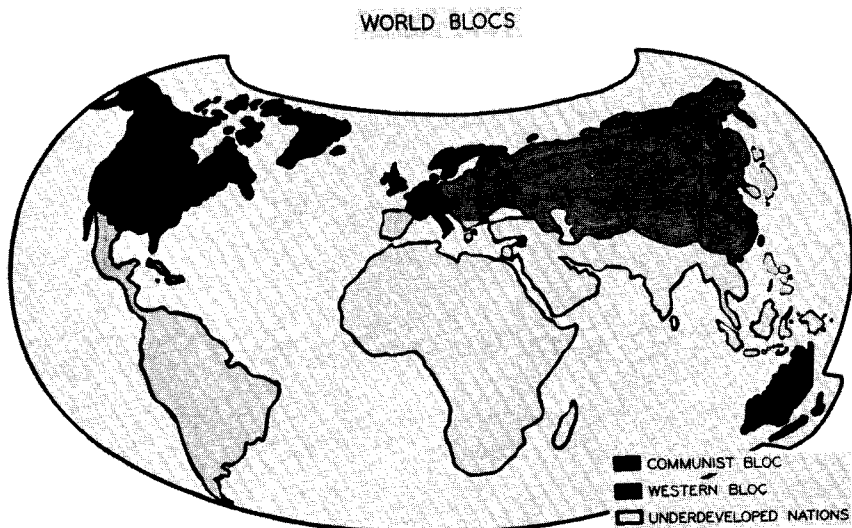 WORLD BLOCS
COMMUNIST BLOC
WESTERN BLOC
UNDERDEVELOPED NATIONS